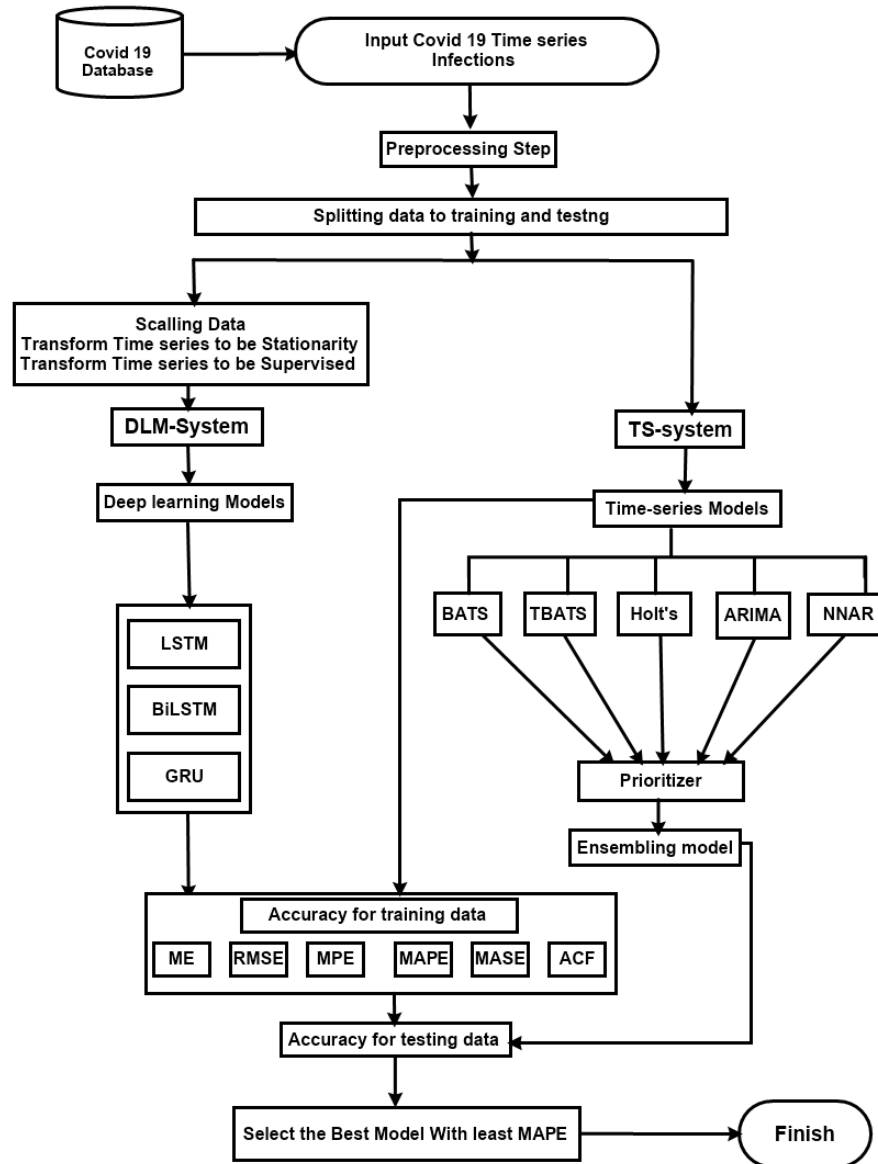 Covid 19
Database
Input Covid 19 Time series
Infections
Preprocessing Step
Splitting data to training and testng
Scalling Data
Transform Time series to be Stationarity
Transform Time series to be Supervised
DLM-System
TS-system
Deep learning Models
Time-series Models
BATS
TBATS
Holt's
ARIMA
NNAR
LSTM
BiLSTM
GRU
Prioritizer
Ensembling model
Accuracy for training data
ME
RMSE
MPE
MAPE
MASE
ACF
Accuracy for testing data
Select the Best Model With least MAPE
Finish